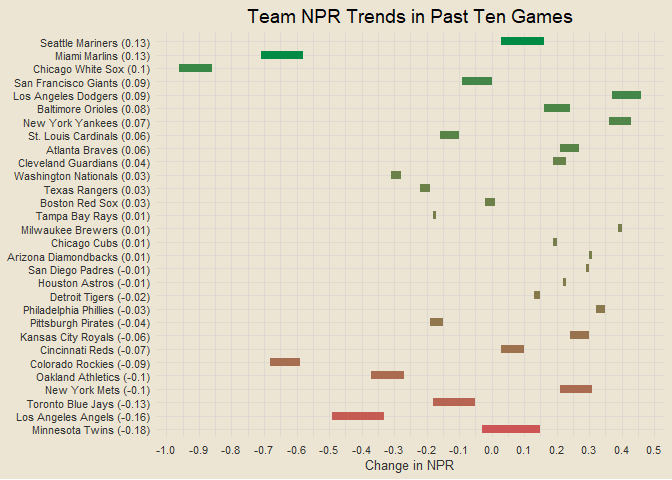 Team NPR Trends in Past Ten Games
Seattle Mariners (0.13)
Miami Marlins (0.13)
Chicago White Sox (0.1)
San Francisco Giants (0.09)
Los Angeles Dodgers (0.09)
Baltimore Orioles (0.08)
New York Yankees (0.07)
St. Louis Cardinals (0.06)
Atlanta Braves (0.06)
Cleveland Guardians (0.04)
Washington Nationals (0.03)
Texas Rangers (0.03)
Boston Red Sox (0.03)
Tampa Bay Rays (0.01)
Milwaukee Brewers (0.01)
Chicago Cubs (0.01)
Arizona Diamondbacks (0.01)
San Diego Padres (-0.01)
Houston Astros (-0.01)
Detroit Tigers (-0.02)
Philadelphia Phillies (-0.03)
Pittsburgh Pirates (-0.04)
Kansas City Royals (-0.06)
Cincinnati Reds (-0.07)
Colorado Rockies (-0.09)
Oakland Athletics (-0.1)
New York Mets (-0.1)
Toronto Blue Jays (-0.13)
Los Angeles Angels (-0.16)
Minnesota Twins (-0.18)
-1.0 -0.9 -0.8 -0.7 -0.6 -0.5 -0.4 -0.3 -0.2 -0.1 0.0 0.1 0.2 0.3 0.4 0.5
Change in NPR